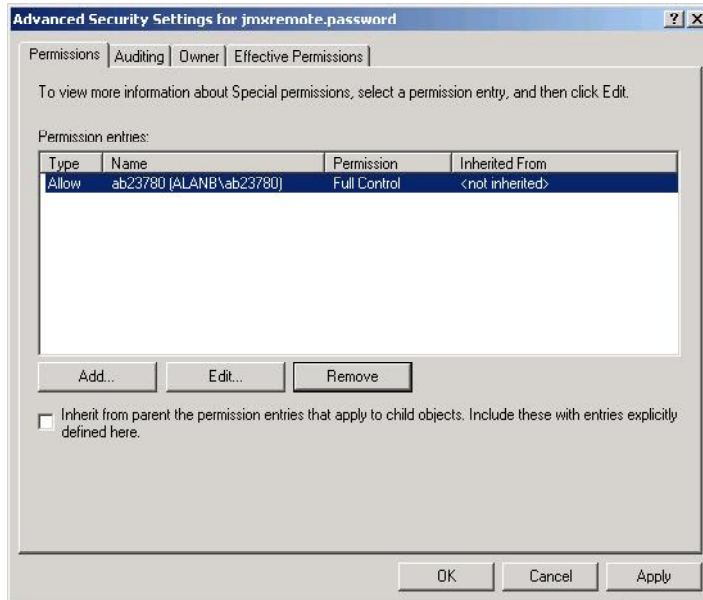 Advanced Security Settings for jmxremote.password
Permissions Auditing Owner Effective Permissions
To view more information about Special permissions, select a permission entry, and then click Edit.
Permission entries:
Type Name Permission Inherited From
Allow ab23780 (ALANB\ab23780) Full Control <not inherited>
Add... Edit... Remove
Inherit from parent the permission entries that apply to child objects. Include these with entries explicitly
defined here.
OK Cancel Apply